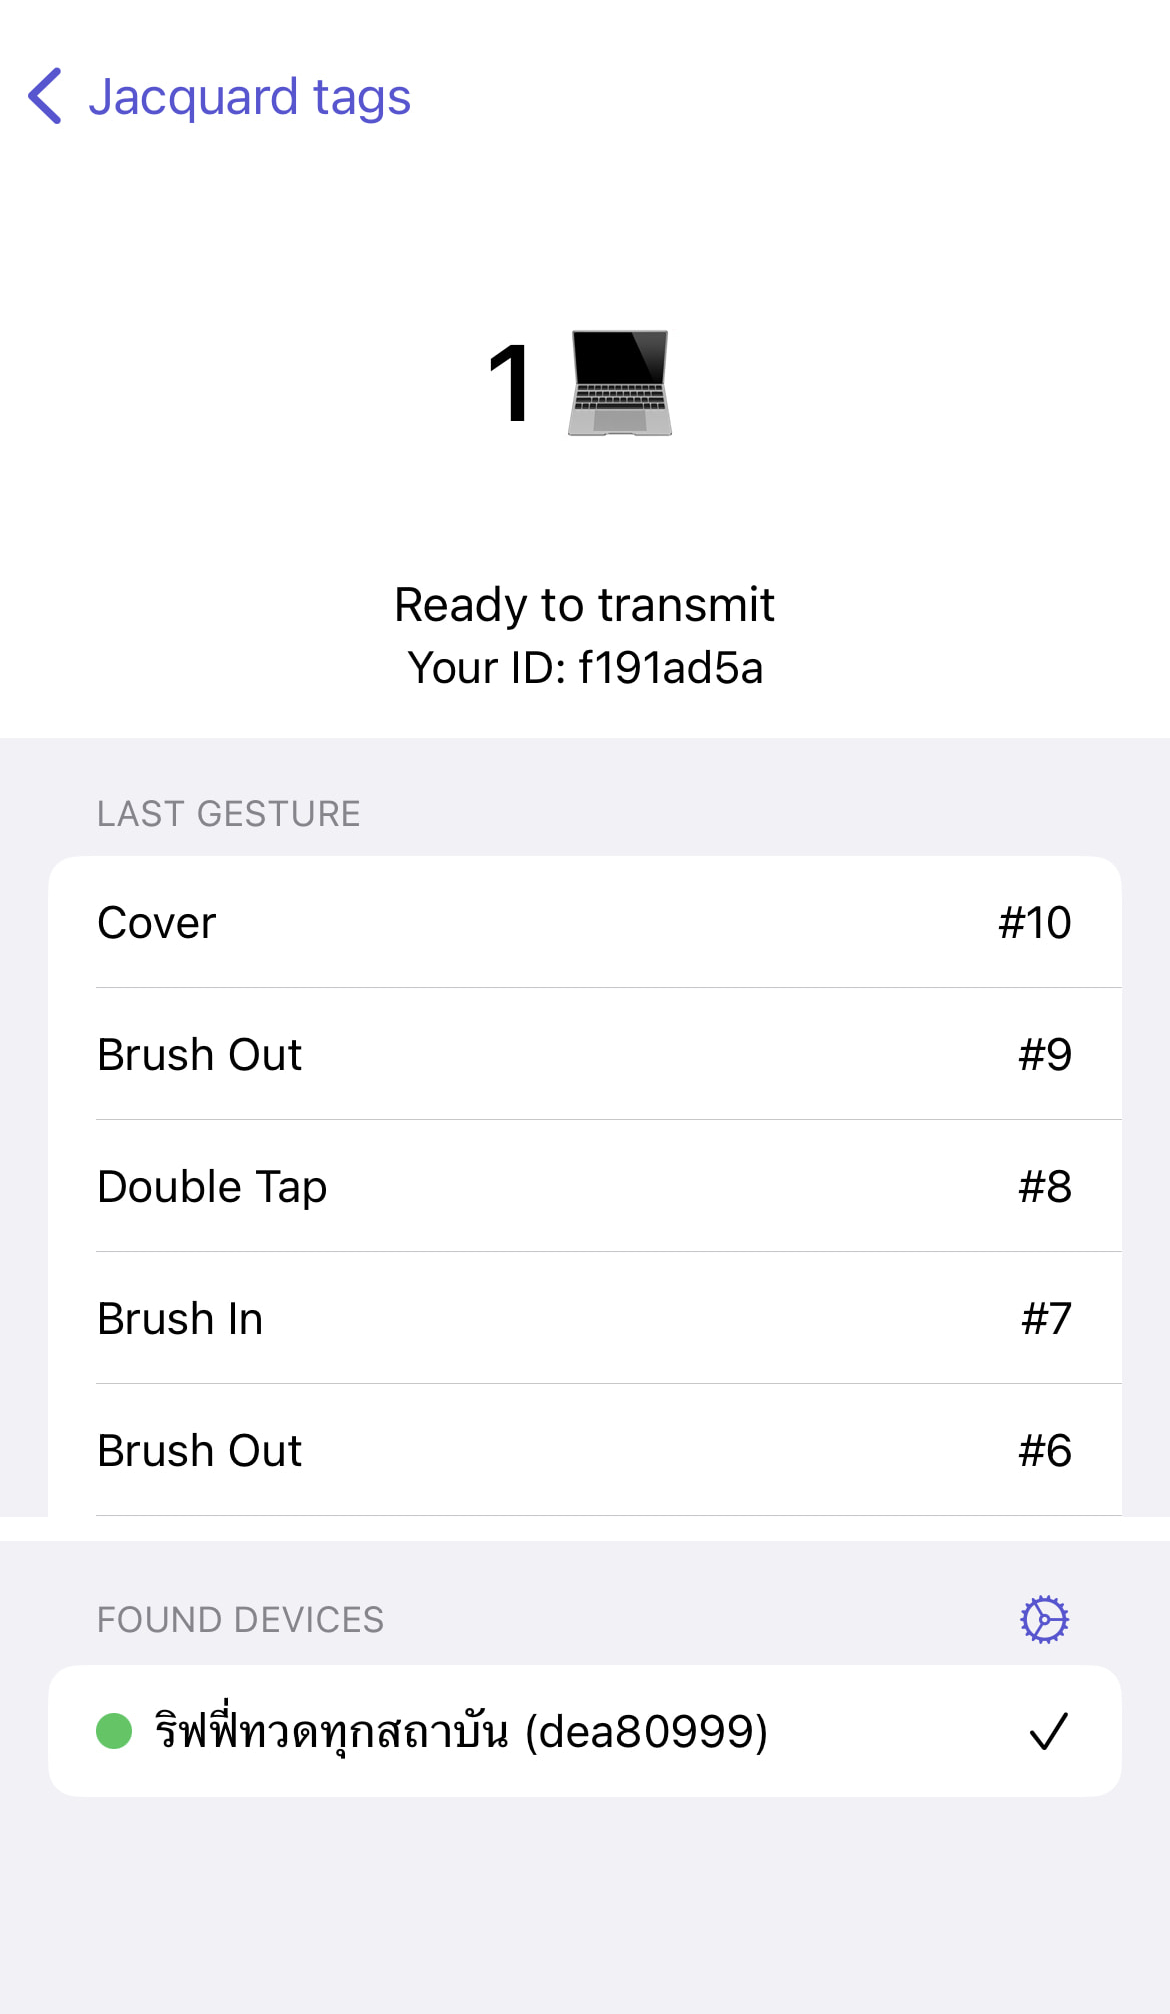 Jacquard tags
1
Ready to transmit
Your ID: f191ad5a
LAST GESTURE
Cover #10
Brush Out #9
Double Tap #8
Brush In #7
Brush Out #6
FOUND DEVICES
ริฟฟี่ทวดทุกสถาบัน (dea80999)